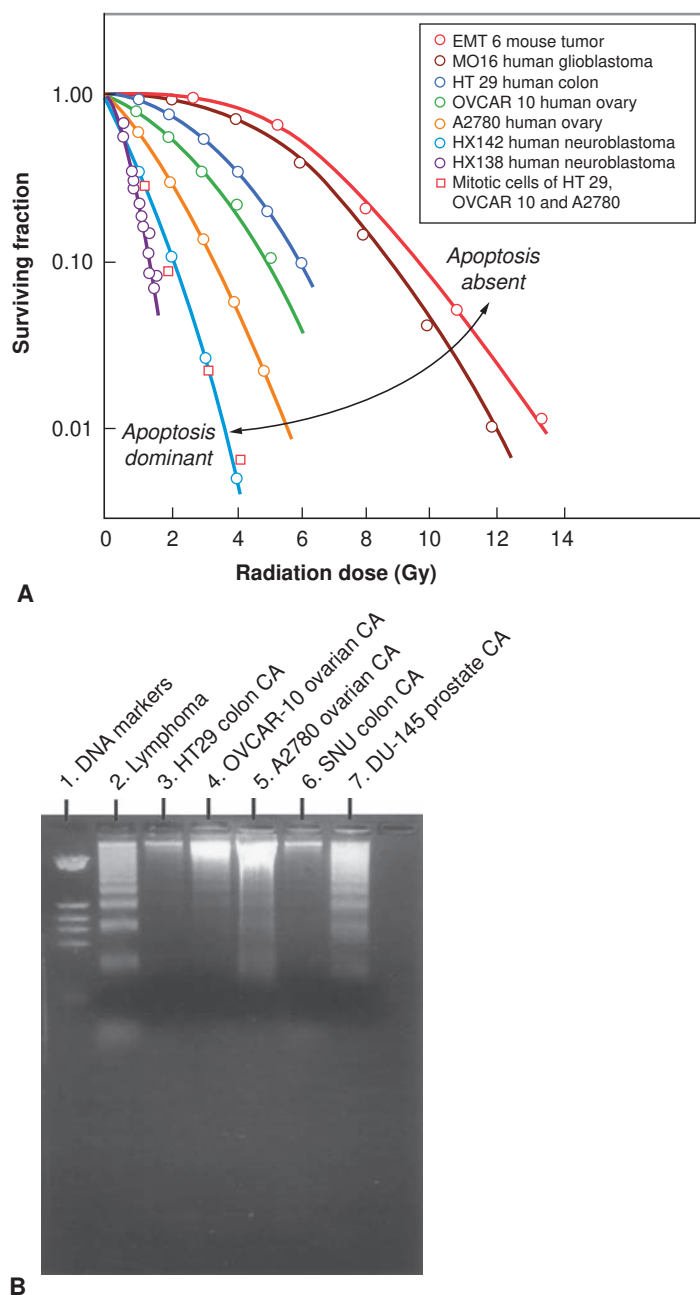 EMT 6 mouse tumor
MO16 human glioblastoma
HT 29 human colon
OVCAR 10 human ovary
A2780 human ovary
HX142 human neuroblastoma
HX138 human neuroblastoma
Mitotic cells of HT 29,
OVCAR 10 and A2780
1.00
0.10
0.01
Surviving fraction
Apoptosis
absent
Apoptosis
dominant
0 2 4 6 8 10 12 14
Radiation dose (Gy)
A
1. DNA markers
2. Lymphoma
3. HT29 colon CA
4. OVCAR-10 ovarian CA
5. A2780 ovarian CA
6. SNU colon CA
7. DU-145 prostate CA
B